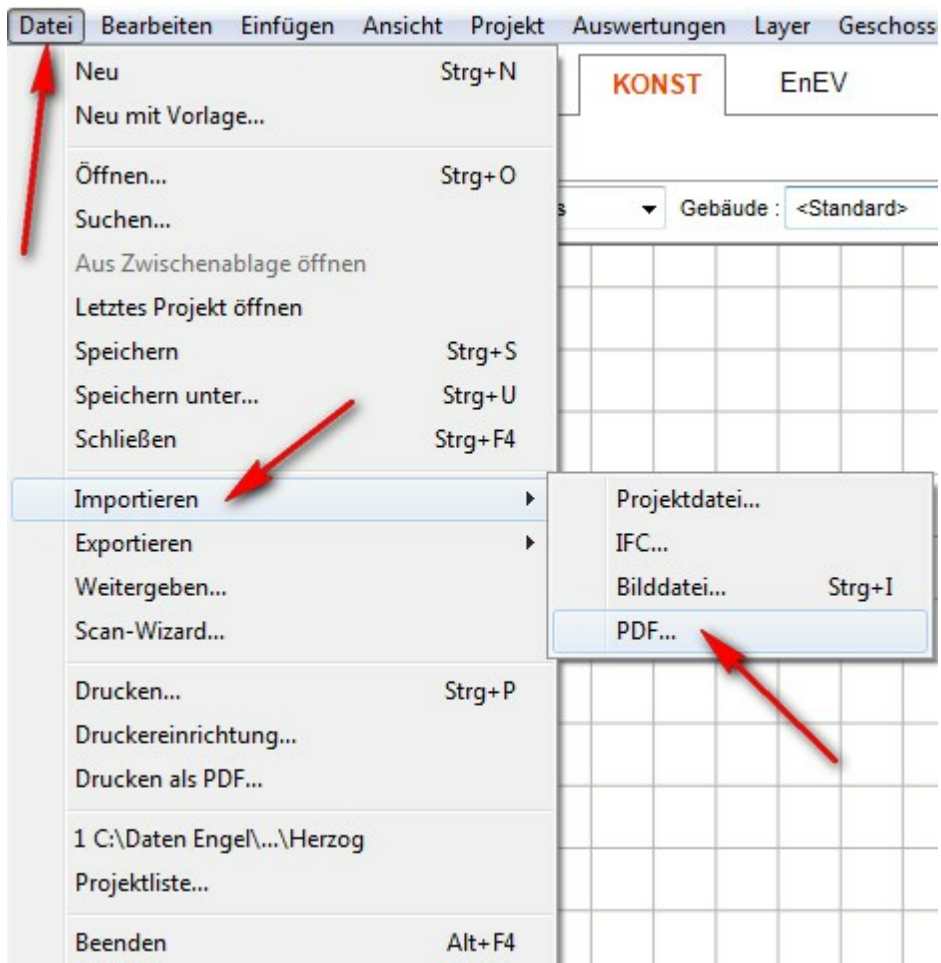 Datei Bearbeiten Einfügen Ansicht Projekt Auswertungen Layer Geschoss
KONST EnEV
Gebäude : <Standard>
Neu Strg+N
Neu mit Vorlage...
Öffnen... Strg+O
Suchen...
Aus Zwischenablage öffnen
Letztes Projekt öffnen
Speichern Strg+S
Speichern unter... Strg+U
Schließen Strg+F4
Importieren
Exportieren
Weitergeben...
Scan-Wizard...
Projektdatei...
IFC...
Bilddatei... Strg+I
PDF...
Drucken... Strg+P
Druckereinrichtung...
Drucken als PDF...
1 C:\Daten Engel\...\Herzog
Projektliste...
Beenden Alt+F4